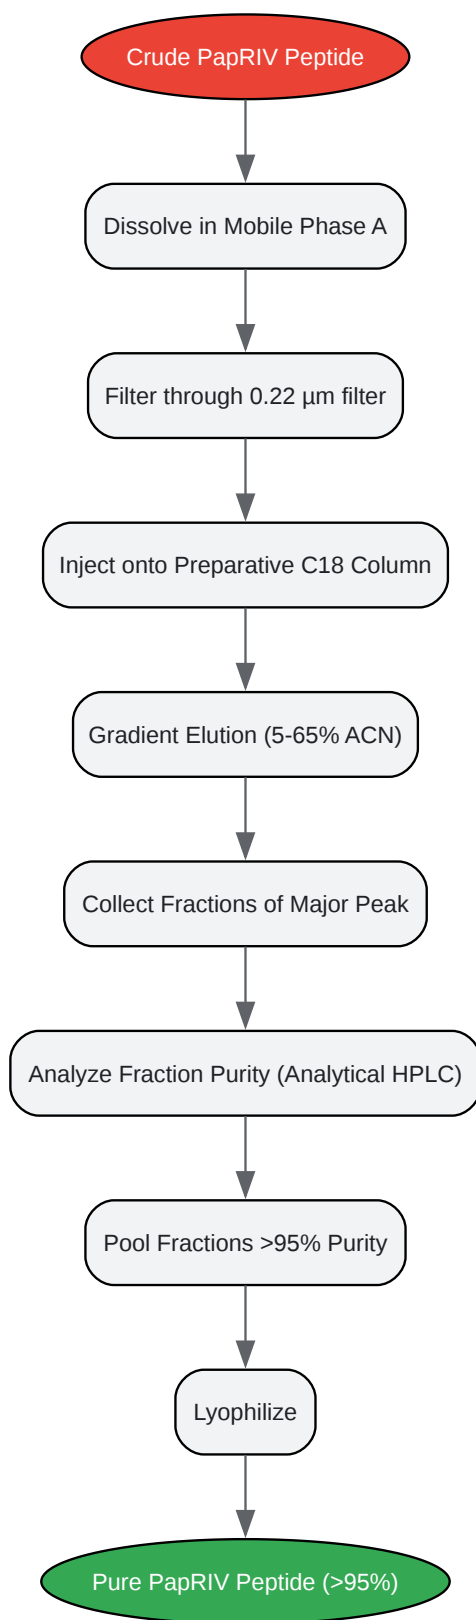 Crude PapRIV Peptide
Dissolve in Mobile Phase A
Filter through 0.22 µm filter
Inject onto Preparative C18 Column
Gradient Elution (5-65% ACN)
Collect Fractions of Major Peak
Analyze Fraction Purity (Analytical HPLC)
Pool Fractions >95% Purity
Lyophilize
Pure PapRIV Peptide (>95%)